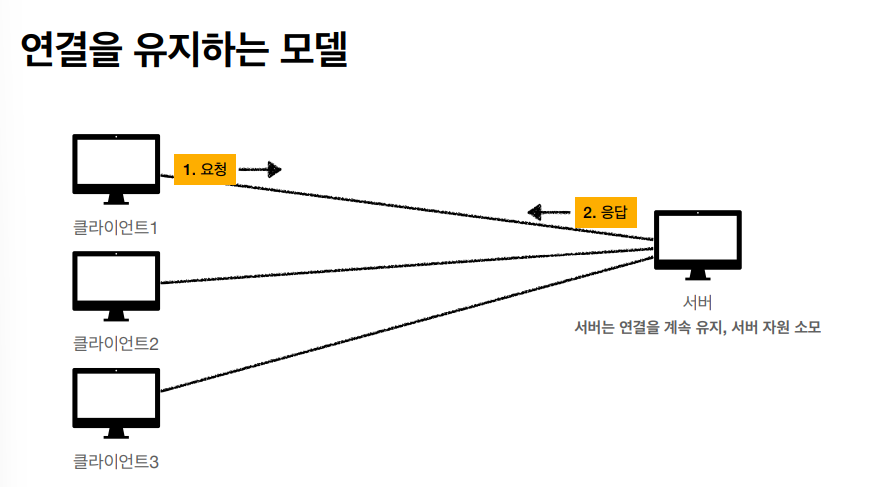 연결을 유지하는 모델
1. 요청
클라이언트1
2. 응답
클라이언트2
서버
서버는 연결을 계속 유지, 서버 자원 소모
클라이언트3